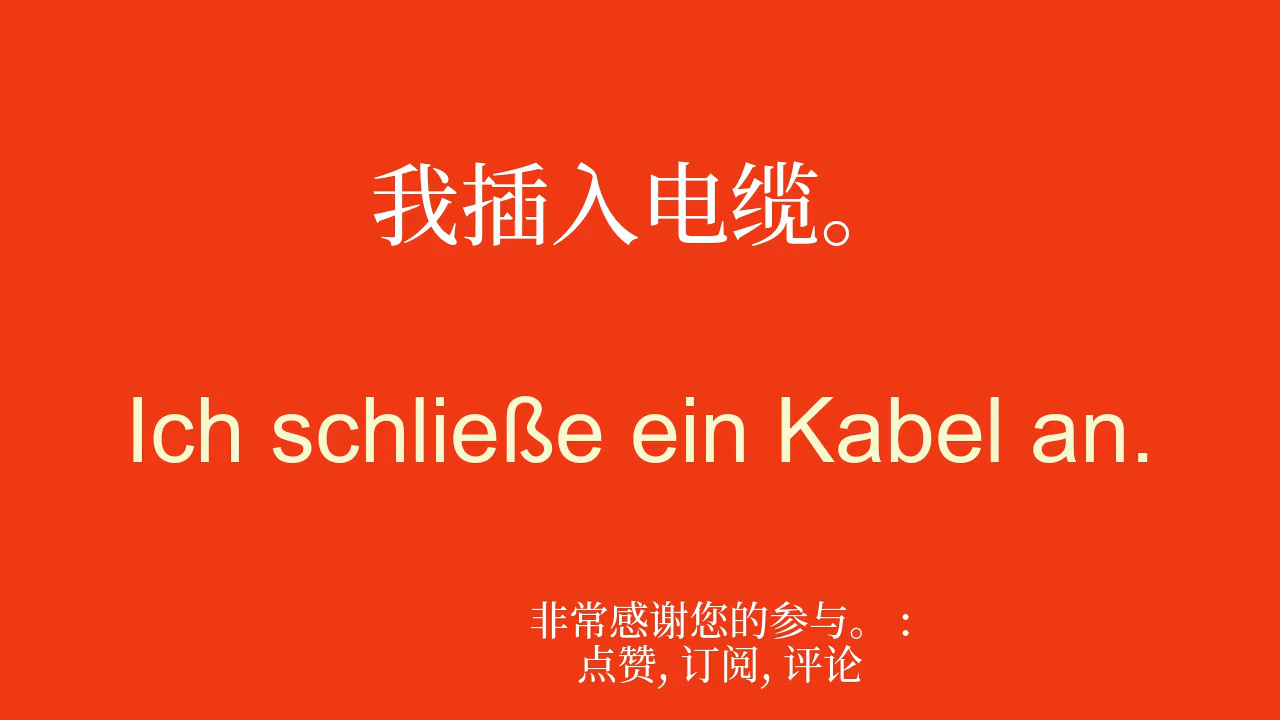 我插入电缆。
Ich schließe ein Kabel an.
非常感谢您的参与。 :
点赞, 订阅, 评论